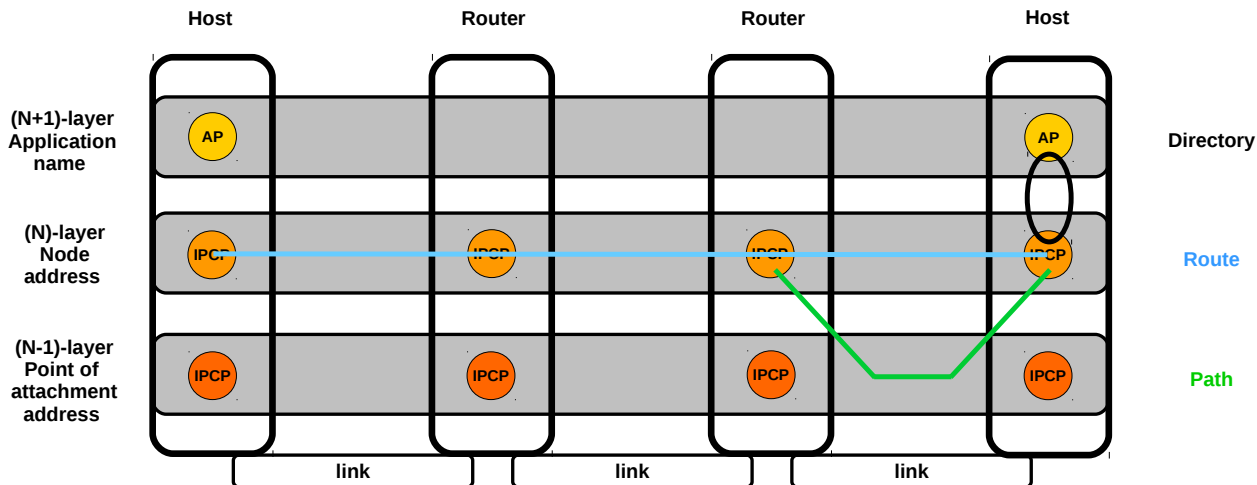 Host
Router
Router
Host
(N+1)-layer
Application
name
AP
AP
Directory
(N)-layer
Node
address
IPCP
IPCP
IPCP
IPCP
Route
(N-1)-layer
Point of
attachment
address
IPCP
IPCP
IPCP
IPCP
Path
link
link
link